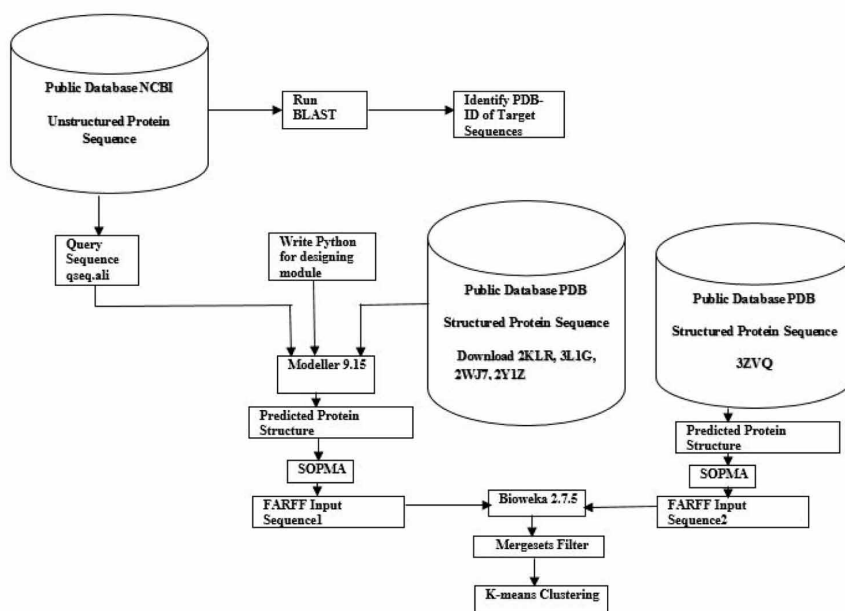 Public Database NCBI
Unstructured Protein
Sequence
Run
BLAST
Identify PDB-
ID of Target
Sequences
Query
Sequence
qseq.ali
Write Python
for designing
module
Public Database PDB
Structured Protein Sequence
Download 2KLR, 3L1G,
2WJ7, 2Y1Z
Public Database PDB
Structured Protein Sequence
3ZVQ
Modeller 9.15
Predicted Protein
Structure
SOPMA
FARFF Input
Sequence1
Predicted Protein
Structure
SOPMA
FARFF Input
Sequence2
Bioweka 2.7.5
Mergesets Filter
K-means Clustering